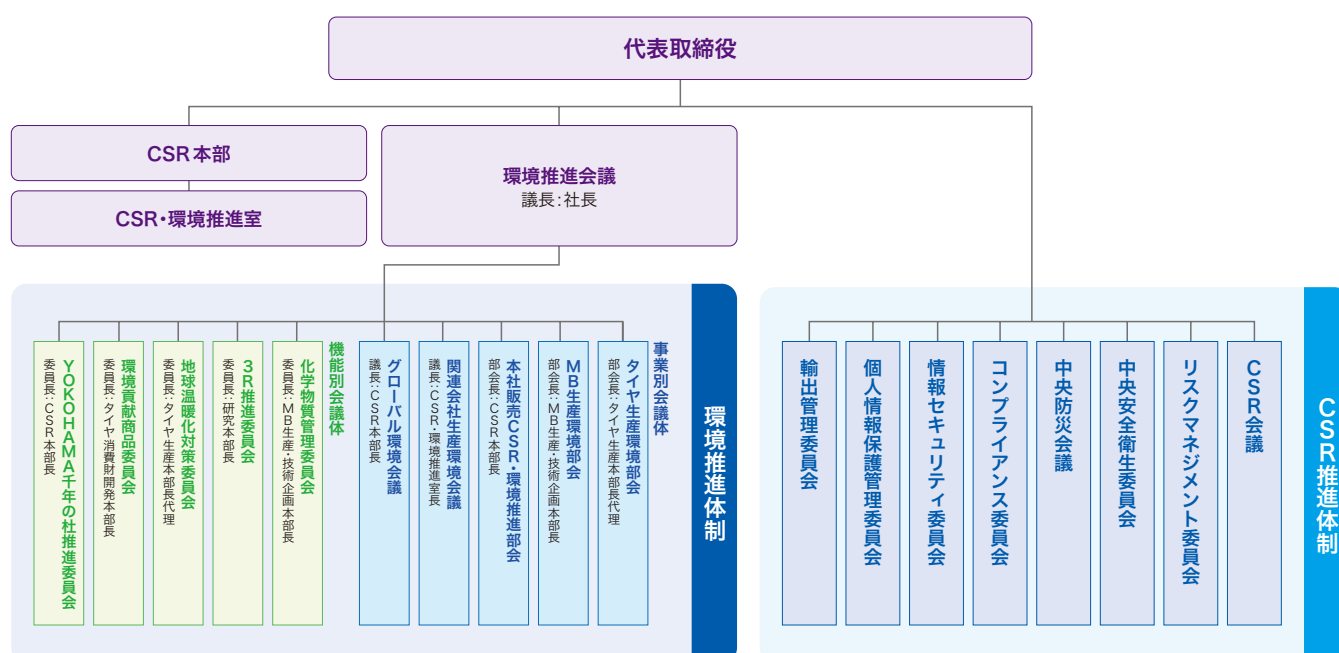 代表取締役
CSR本部
CSR・環境推進室
環境推進会議
議長：社長
環境推進体制
事業別会議体
タイヤ生産環境部会
部会長：タイヤ生産本部長代理
MB生産環境部会
部会長：MB生産・技術企画本部長
本社販売CSR・環境推進部会
部会長：CSR本部長
関連会社生産環境会議
議長：CSR・環境推進室長
グローバル環境会議
議長：CSR本部長
機能別会議体
化学物質管理委員会
委員長：MB生産・技術企画本部長
3R推進委員会
委員長：研究本部長
地球温暖化対策委員会
委員長：タイヤ生産本部長代理
環境貢献商品委員会
委員長：タイヤ消費財開発本部長
YOKOHAMA千年の杜推進委員会
委員長：CSR本部長
CSR推進体制
CSR会議
リスクマネジメント委員会
中央安全衛生委員会
中央防災会議
コンプライアンス委員会
情報セキュリティ委員会
個人情報保護管理委員会
輸出管理委員会